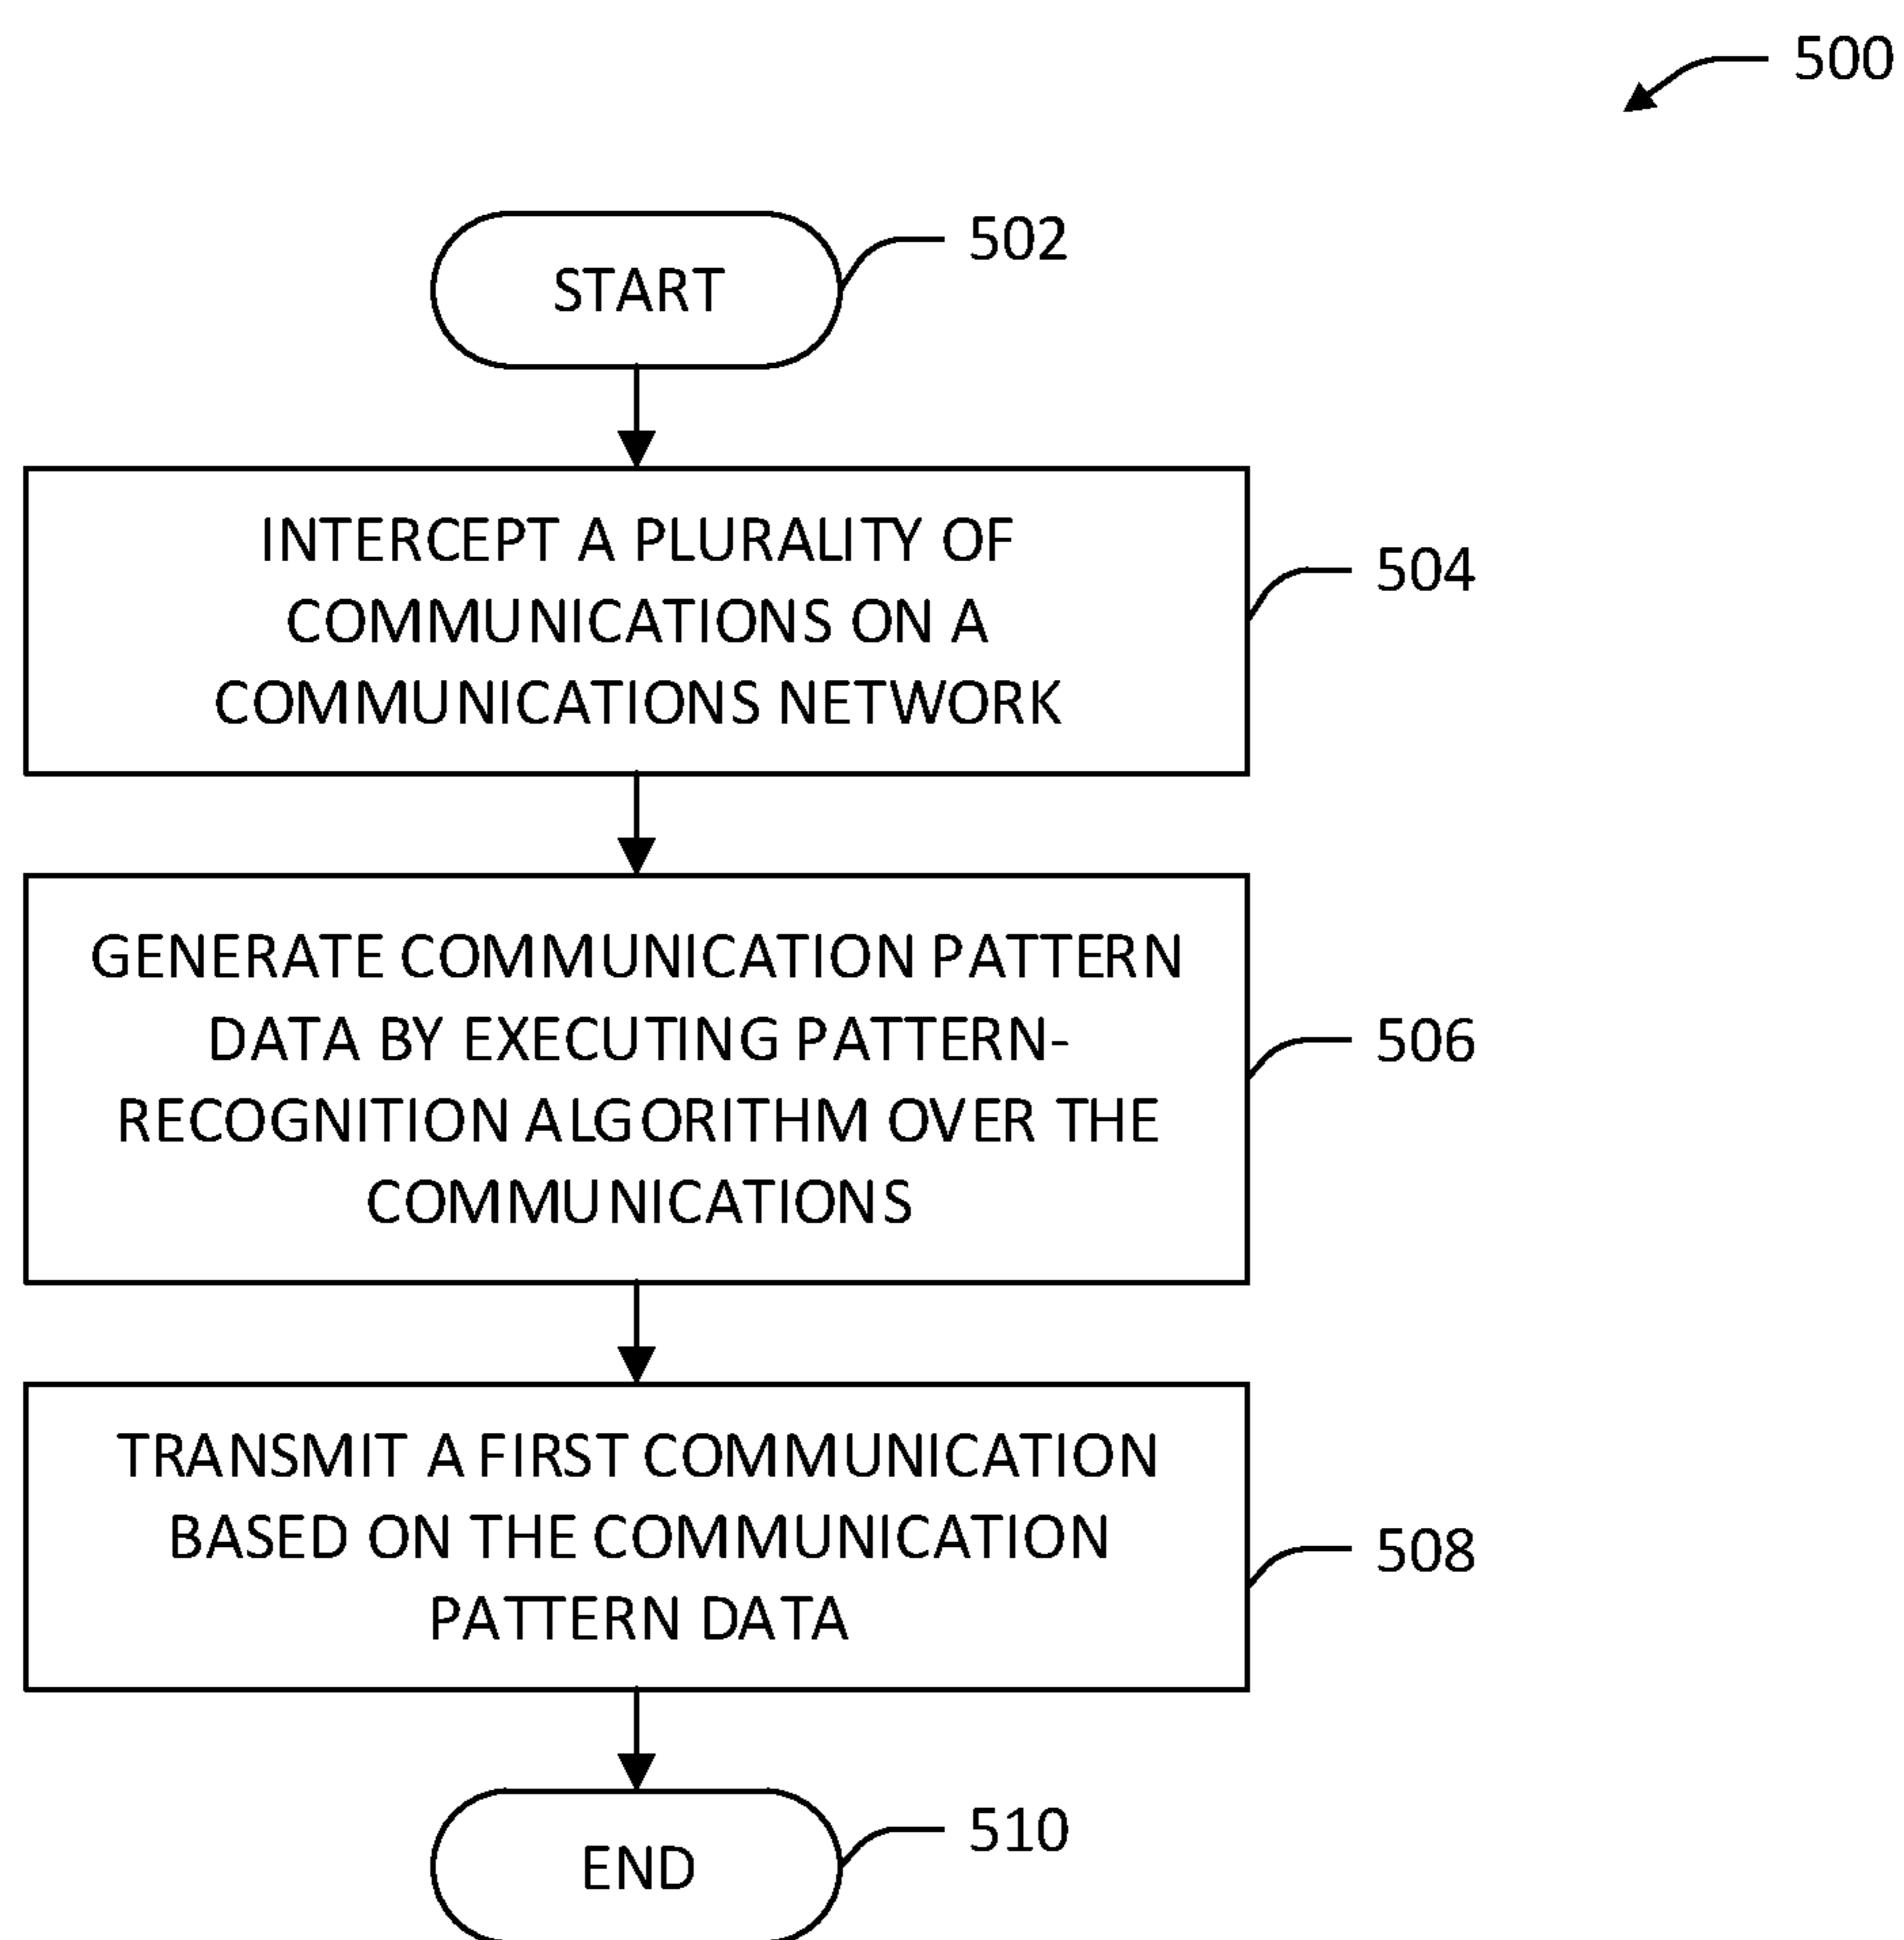 500
START
502
INTERCEPT A PLURALITY OF
COMMUNICATIONS ON A
COMMUNICATIONS NETWORK
504
GENERATE COMMUNICATION PATTERN
DATA BY EXECUTING PATTERN-
RECOGNITION ALGORITHM OVER THE
COMMUNICATIONS
506
TRANSMIT A FIRST COMMUNICATION
BASED ON THE COMMUNICATION
PATTERN DATA
508
END
510